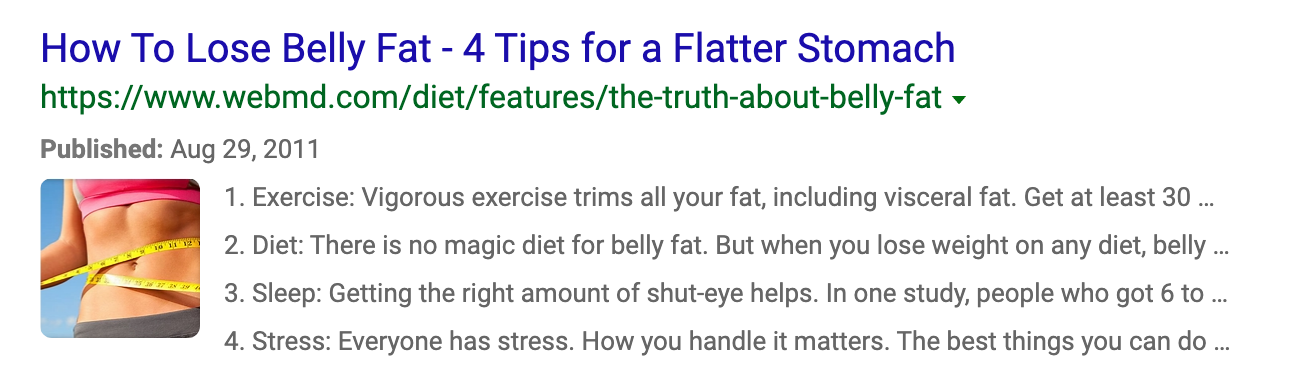 How To Lose Belly Fat - 4 Tips for a Flatter Stomach
https://www.webmd.com/diet/features/the-truth-about-belly-fat
Published: Aug 29, 2011
1. Exercise: Vigorous exercise trims all your fat, including visceral fat. Get at least 30 ...
2. Diet: There is no magic diet for belly fat. But when you lose weight on any diet, belly ...
3. Sleep: Getting the right amount of shut-eye helps. In one study, people who got 6 to ...
4. Stress: Everyone has stress. How you handle it matters. The best things you can do ...